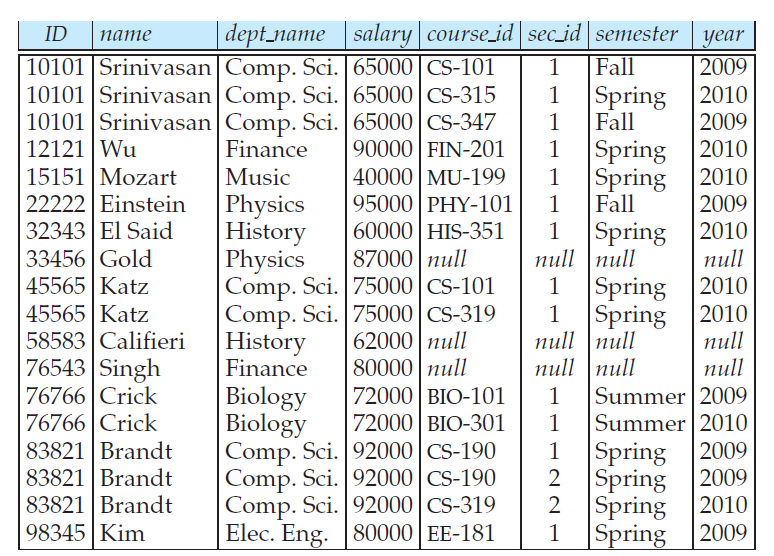 ID name dept_name salary course_id sec_id semester year
10101 Srinivasan Comp. Sci. 65000 CS-101 1 Fall 2009
10101 Srinivasan Comp. Sci. 65000 CS-315 1 Spring 2010
10101 Srinivasan Comp. Sci. 65000 CS-347 1 Fall 2009
12121 Wu Finance 90000 FIN-201 1 Spring 2010
15151 Mozart Music 40000 MU-199 1 Spring 2010
22222 Einstein Physics 95000 PHY-101 1 Fall 2009
32343 El Said History 60000 HIS-351 1 Spring 2010
33456 Gold Physics 87000 null null null null
45565 Katz Comp. Sci. 75000 CS-101 1 Spring 2010
45565 Katz Comp. Sci. 75000 CS-319 1 Spring 2010
58583 Califieri History 62000 null null null null
76543 Singh Finance 80000 null null null null
76766 Crick Biology 72000 BIO-101 1 Summer 2009
76766 Crick Biology 72000 BIO-301 1 Summer 2010
83821 Brandt Comp. Sci. 92000 CS-190 1 Spring 2009
83821 Brandt Comp. Sci. 92000 CS-190 2 Spring 2009
83821 Brandt Comp. Sci. 92000 CS-319 2 Spring 2010
98345 Kim Elec. Eng. 80000 EE-181 1 Spring 2009